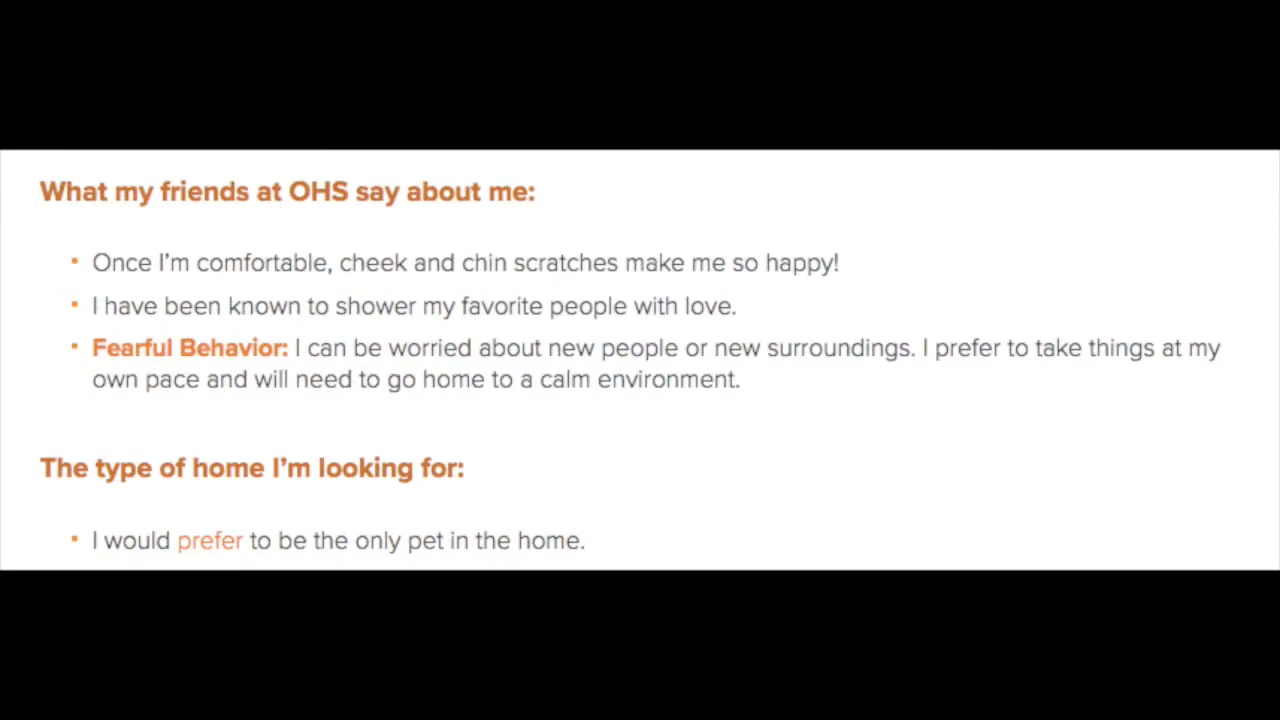 What my friends at OHS say about me:
Once I'm comfortable, cheek and chin scratches make me so happy!
I have been known to shower my favorite people with love.
Fearful Behavior: I can be worried about new people or new surroundings. I prefer to take things at my
own pace and will need to go home to a calm environment.
The type of home I'm looking for:
I would prefer to be the only pet in the home.